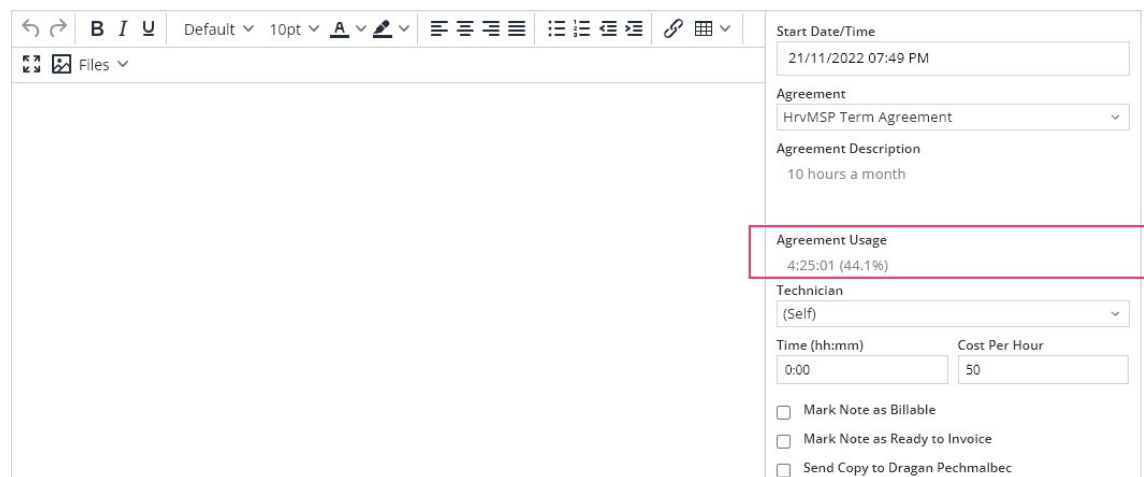 Default 10pt A
B I U
Files
Start Date/Time
21/11/2022 07:49 PM
Agreement
HrvMSP Term Agreement
Agreement Description
10 hours a month
Agreement Usage
4:25:01 (44.1%)
Technician
(Self)
Time (hh:mm) Cost Per Hour
0:00 50
Mark Note as Billable
Mark Note as Ready to Invoice
Send Copy to Dragan Pechmalbec